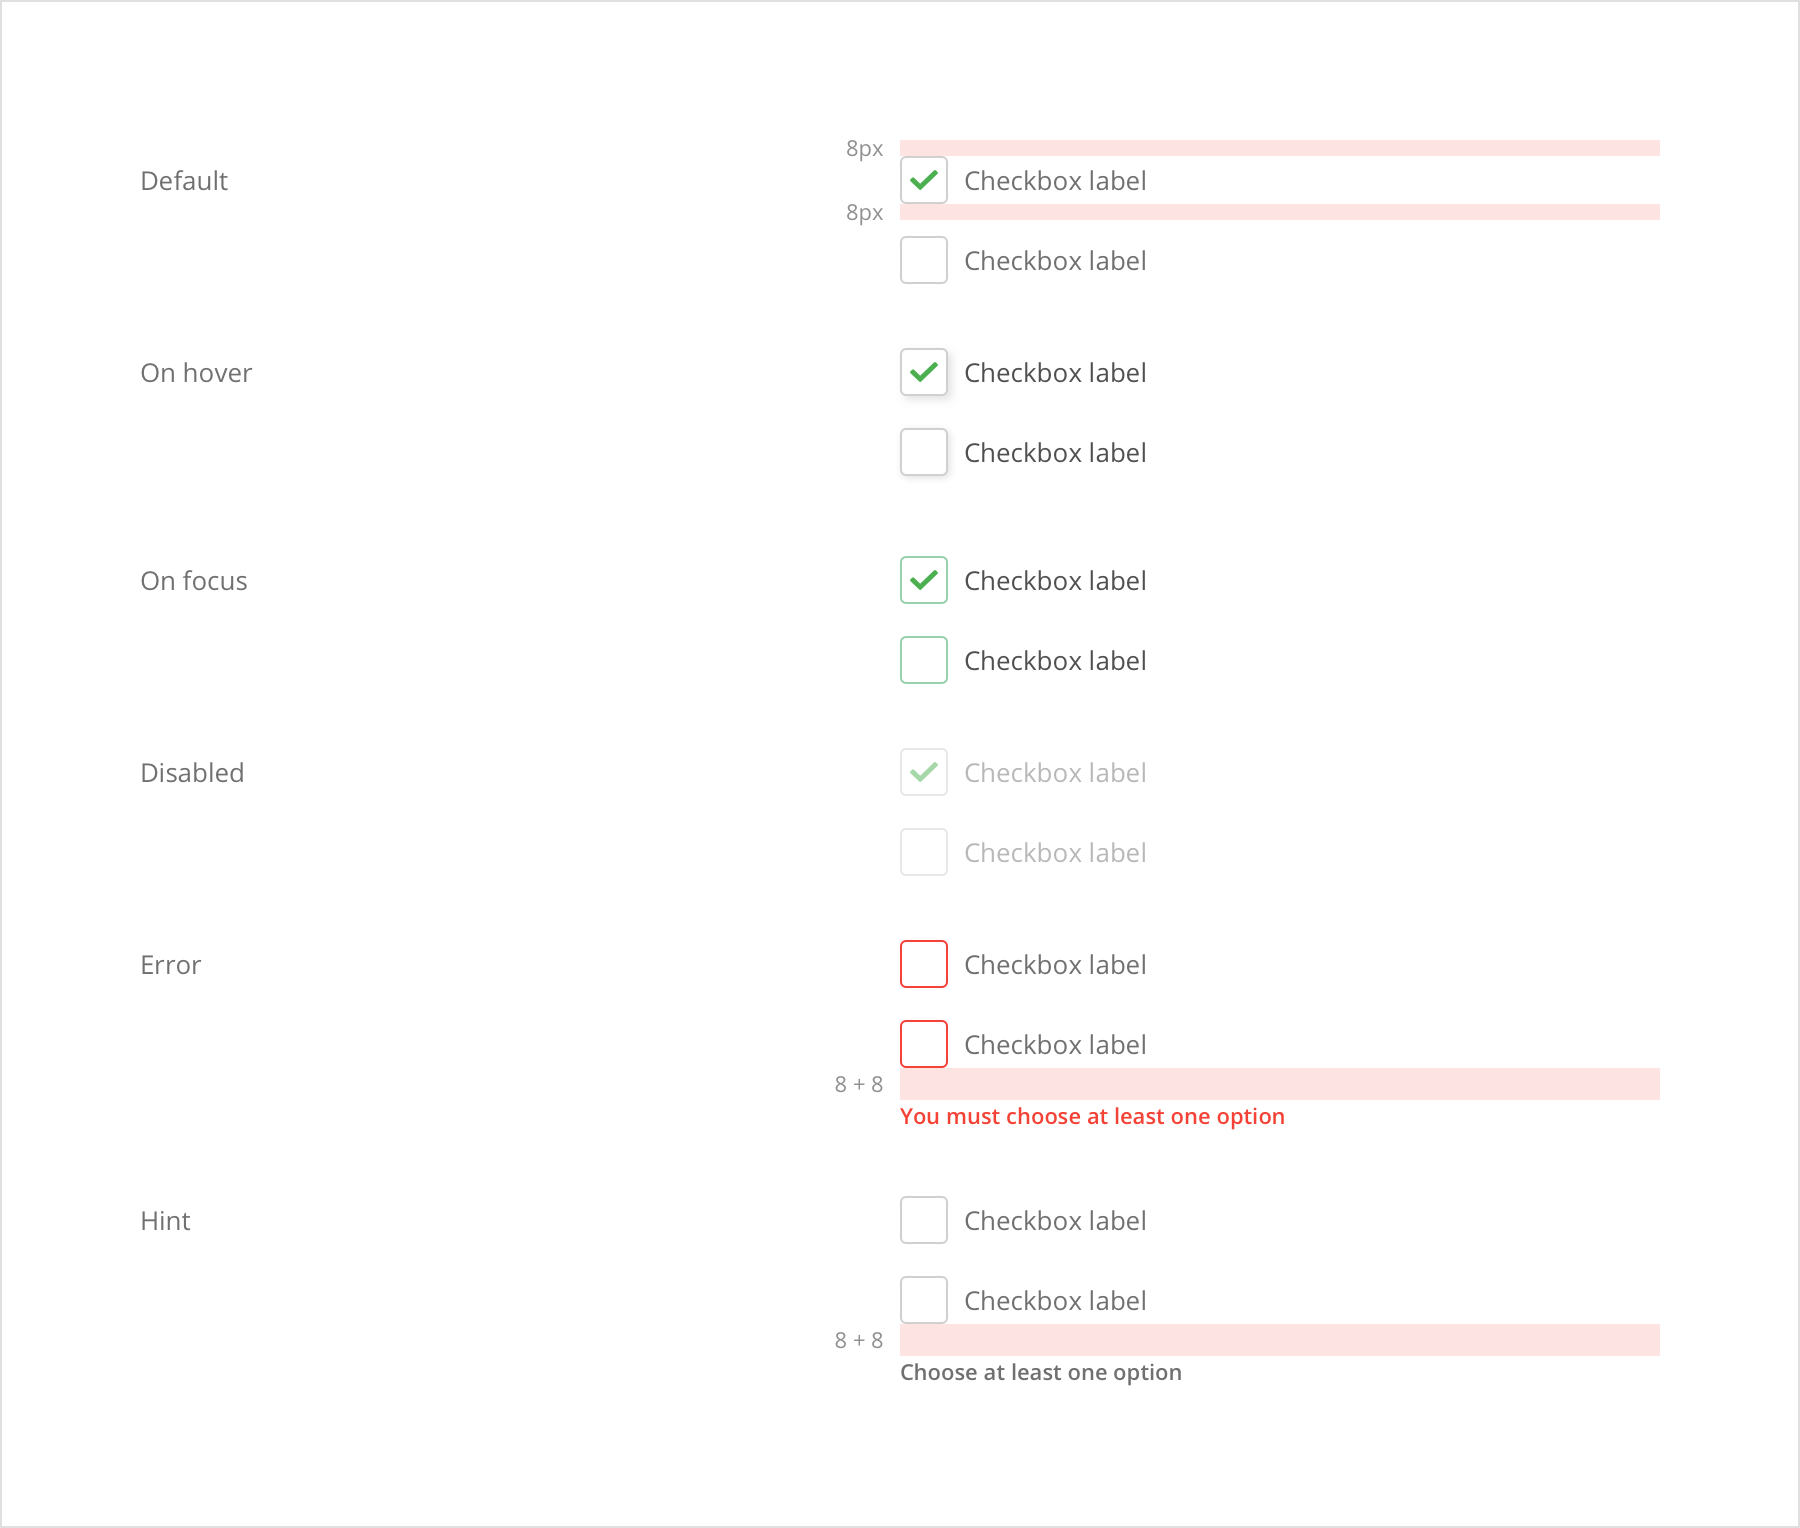 8px
Default
Checkbox label
8px
Checkbox label
On hover
Checkbox label
Checkbox label
On focus
Checkbox label
Checkbox label
Disabled
Checkbox label
Checkbox label
Error
Checkbox label
Checkbox label
8 + 8
You must choose at least one option
Hint
Checkbox label
Checkbox label
8 + 8
Choose at least one option